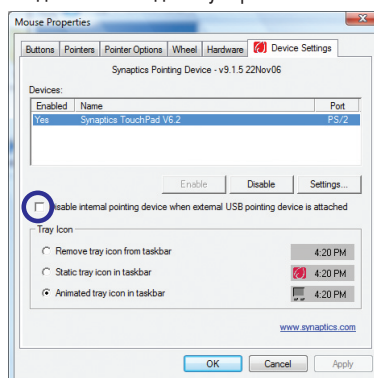 Mouse Properties
Buttons Pointers Pointer Options Wheel Hardware Device Settings
Synaptics Pointing Device - v9.1.5 22Nov06
Devices:
Enabled Name Port
Yes Synaptics TouchPad V6.2 PS/2
Enable Disable Settings...
Disable internal pointing device when external USB pointing device is attached
Tray Icon
Remove tray icon from taskbar 4:20 PM
Static tray icon in taskbar 4:20 PM
Animated tray icon in taskbar 4:20 PM
www.synaptics.com
OK Cancel Apply